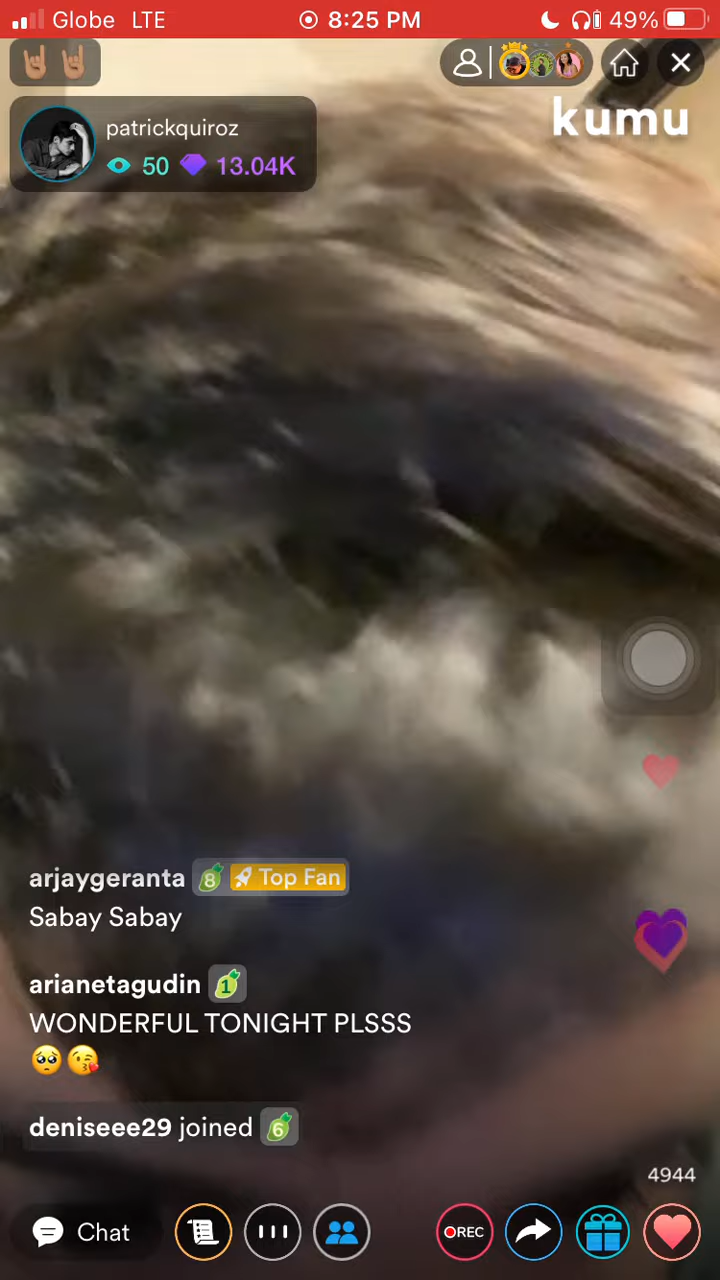 Globe LTE 8:25 PM 49%
patrickquiroz
50 13.04K
kumu
arjaygeranta 8 Top Fan
Sabay Sabay
arianetagudin 1
WONDERFUL TONIGHT PLSSS
🥺😘
deniseee29 joined 6
4944
Chat
REC